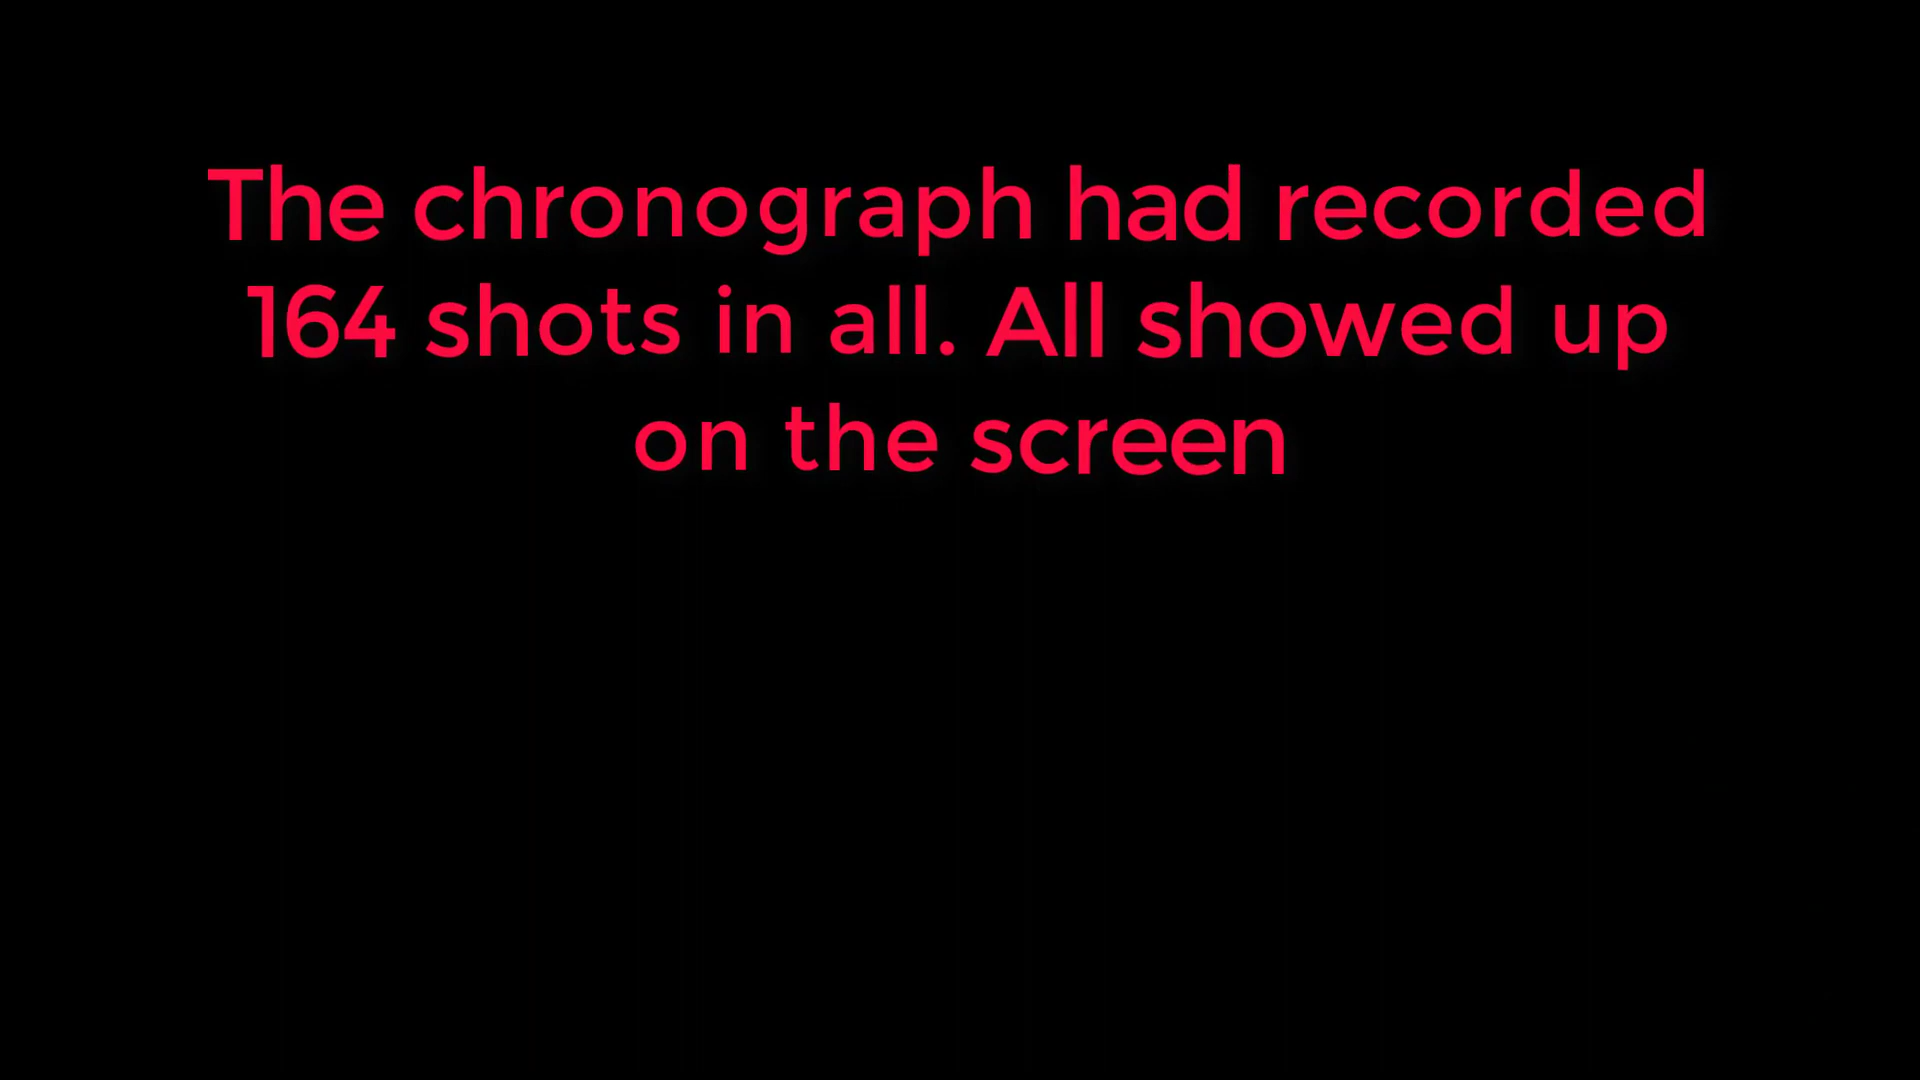 The chronograph had recorded
164 shots in all. All showed up
on the screen